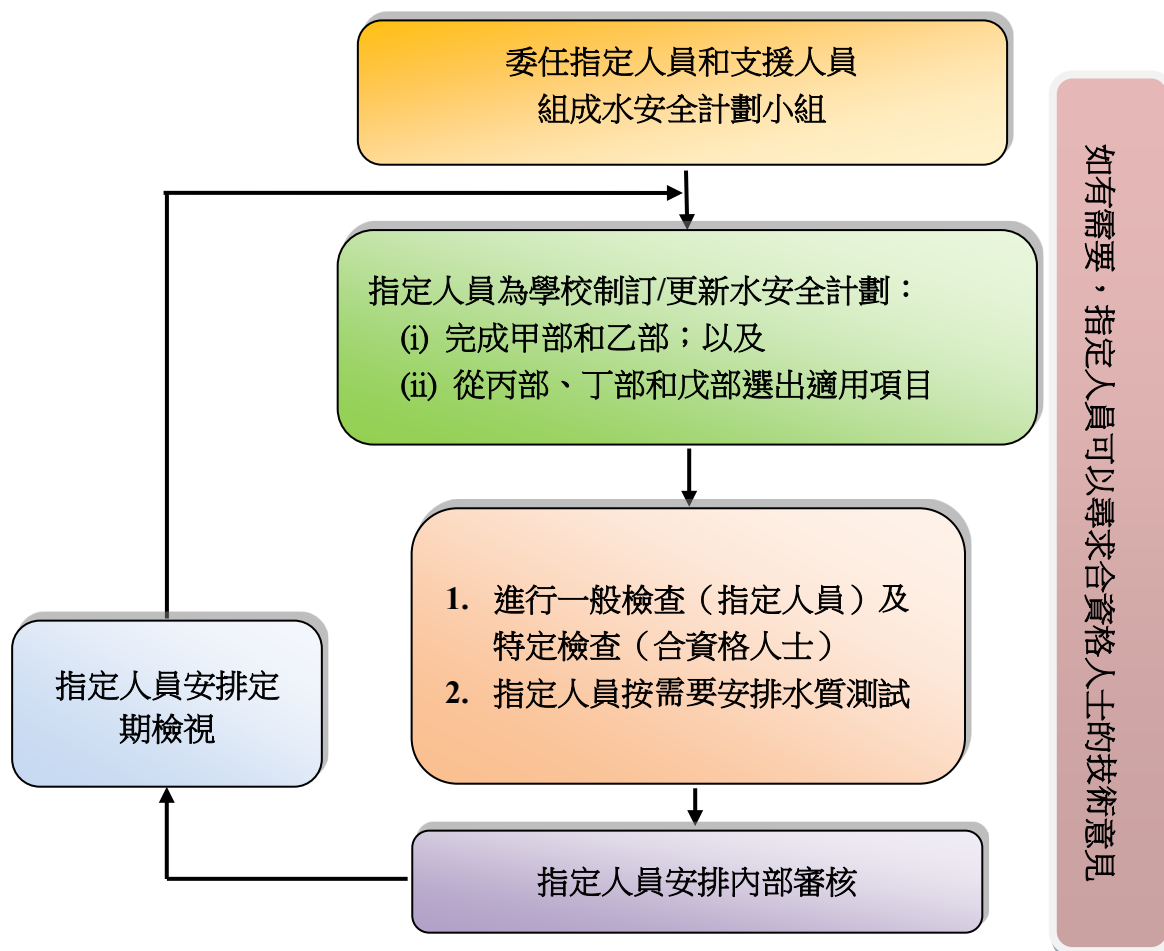 委任指定人員和支援人員
組成水安全計劃小組
指定人員為學校制訂/更新水安全計劃：
(i) 完成甲部和乙部；以及
(ii) 從丙部、丁部和戊部選出適用項目
1. 進行一般檢查（指定人員）及
特定檢查（合資格人士）
2. 指定人員按需要安排水質測試
指定人員安排定
期檢視
指定人員安排內部審核
如有需要，指定人員可以尋求合資格人士的技術意見